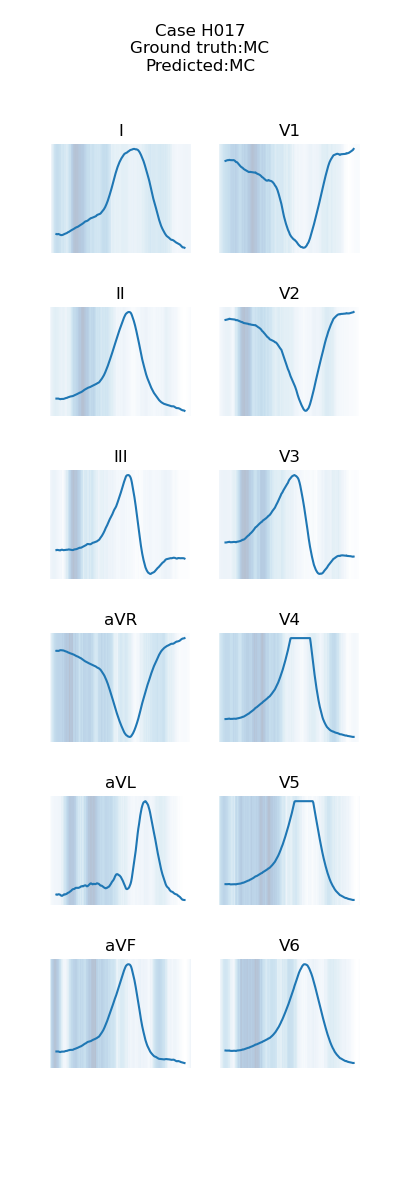 Case H017
Ground truth:MC
Predicted:MC
I
V1
II
V2
III
V3
aVR
V4
aVL
V5
aVF
V6